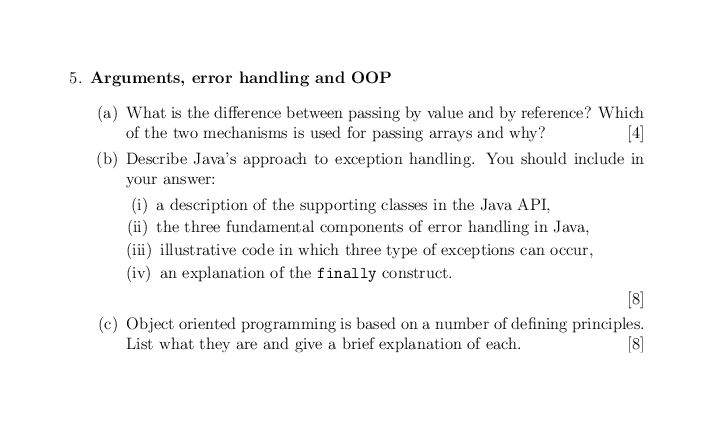 5. Arguments, error handling and OOP
(a) What is the difference between passing by value and by reference? Which
of the two mechanisms is used for passing arrays and why? [4]
(b) Describe Java's approach to exception handling. You should include in
your answer:
(i) a description of the supporting classes in the Java API,
(ii) the three fundamental components of error handling in Java,
(iii) illustrative code in which three type of exceptions can occur,
(iv) an explanation of the finally construct.
[8]
(c) Object oriented programming is based on a number of defining principles.
List what they are and give a brief explanation of each. [8]